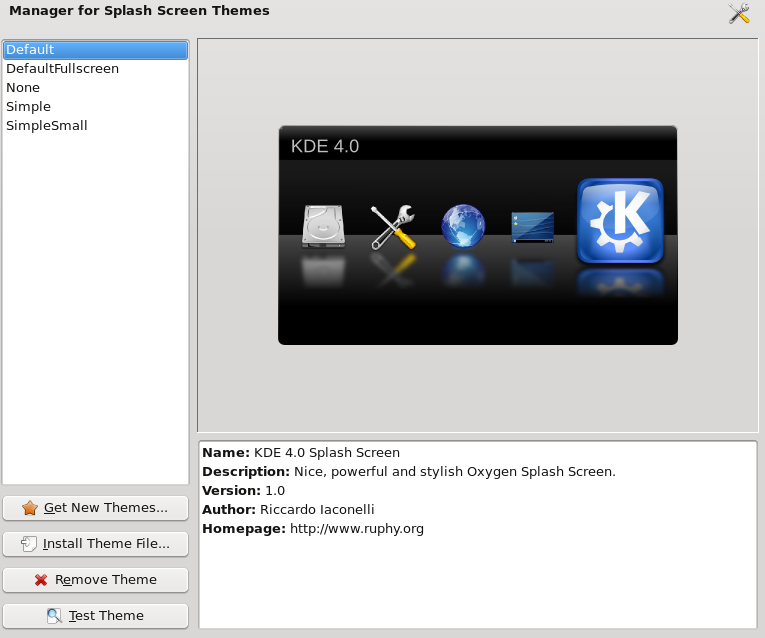 Manager for Splash Screen Themes
Default
DefaultFullscreen
None
Simple
SimpleSmall
KDE 4.0
Name: KDE 4.0 Splash Screen
Description: Nice, powerful and stylish Oxygen Splash Screen.
Version: 1.0
Author: Riccardo Iaconelli
Homepage: http://www.ruphy.org
Get New Themes...
Install Theme File...
Remove Theme
Test Theme